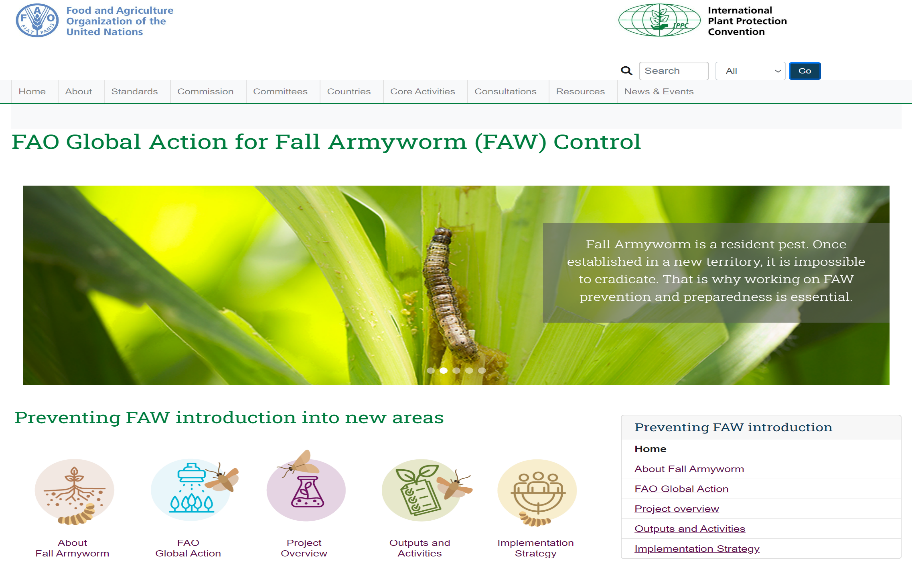 Food and Agriculture
Organization of the
United Nations
FAO
FIAT PANIS
IPPC
International
Plant Protection
Convention
Search
All
Go
Home
About
Standards
Commission
Committees
Countries
Core Activities
Consultations
Resources
News & Events
FAO Global Action for Fall Armyworm (FAW) Control
Fall Armyworm is a resident pest. Once
established in a new territory, it is impossible
to eradicate. That is why working on FAW
prevention and preparedness is essential.
Preventing FAW introduction into new areas
About
Fall Armyworm
FAO
Global Action
Project
Overview
Outputs and
Activities
Implementation
Strategy
Preventing FAW introduction
Home
About Fall Armyworm
FAO Global Action
Project overview
Outputs and Activities
Implementation Strategy